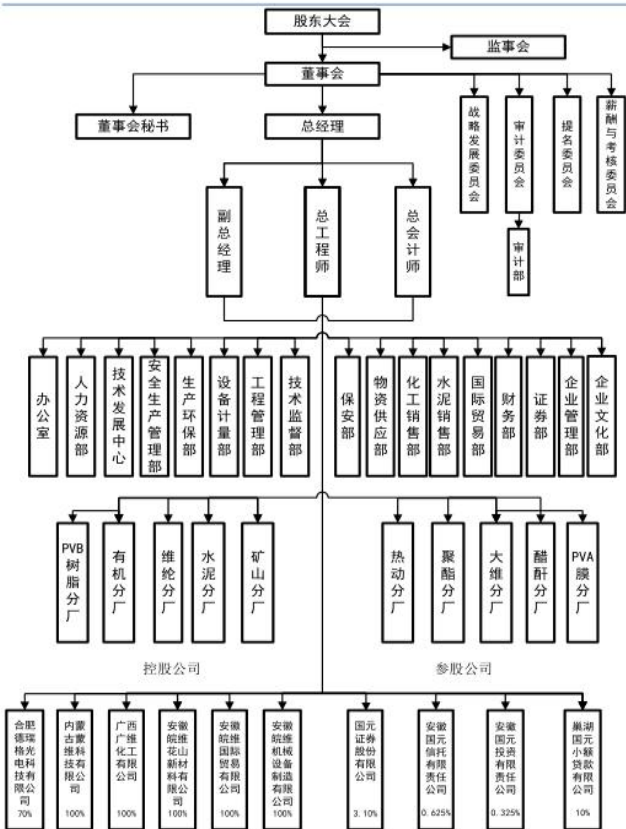 股东大会
监事会
董事会
董事会秘书
总经理
战略发展委员会
审计委员会
提名委员会
薪酬与考核委员会
副总经理
总工程师
总会计师
审计部
办公室
人力资源部
技术发展中心
安全生产管理部
生产环保部
设备计量部
工程管理部
技术监督部
保安部
物资供应部
化工销售部
水泥销售部
国际贸易部
财务部
证券部
企业管理部
企业文化部
PVB树脂分厂
有机分厂
维纶分厂
水泥分厂
矿山分厂
热动分厂
聚酯分厂
大维分厂
醋酐分厂
PVA膜分厂
控股公司
参股公司
合肥德瑞格光电科技有限公司
70%
内蒙古蒙维科技有限公司
100%
广西广维化工有限公司
100%
安徽皖维花山新材料有限公司
100%
安徽皖维国际贸易有限公司
100%
安徽皖维机械设备制造有限公司
100%
国元证券股份有限公司
3.10%
安徽国元信托有限责任公司
0.625%
安徽国元投资有限责任公司
0.325%
巢湖国元小额贷款有限公司
10%